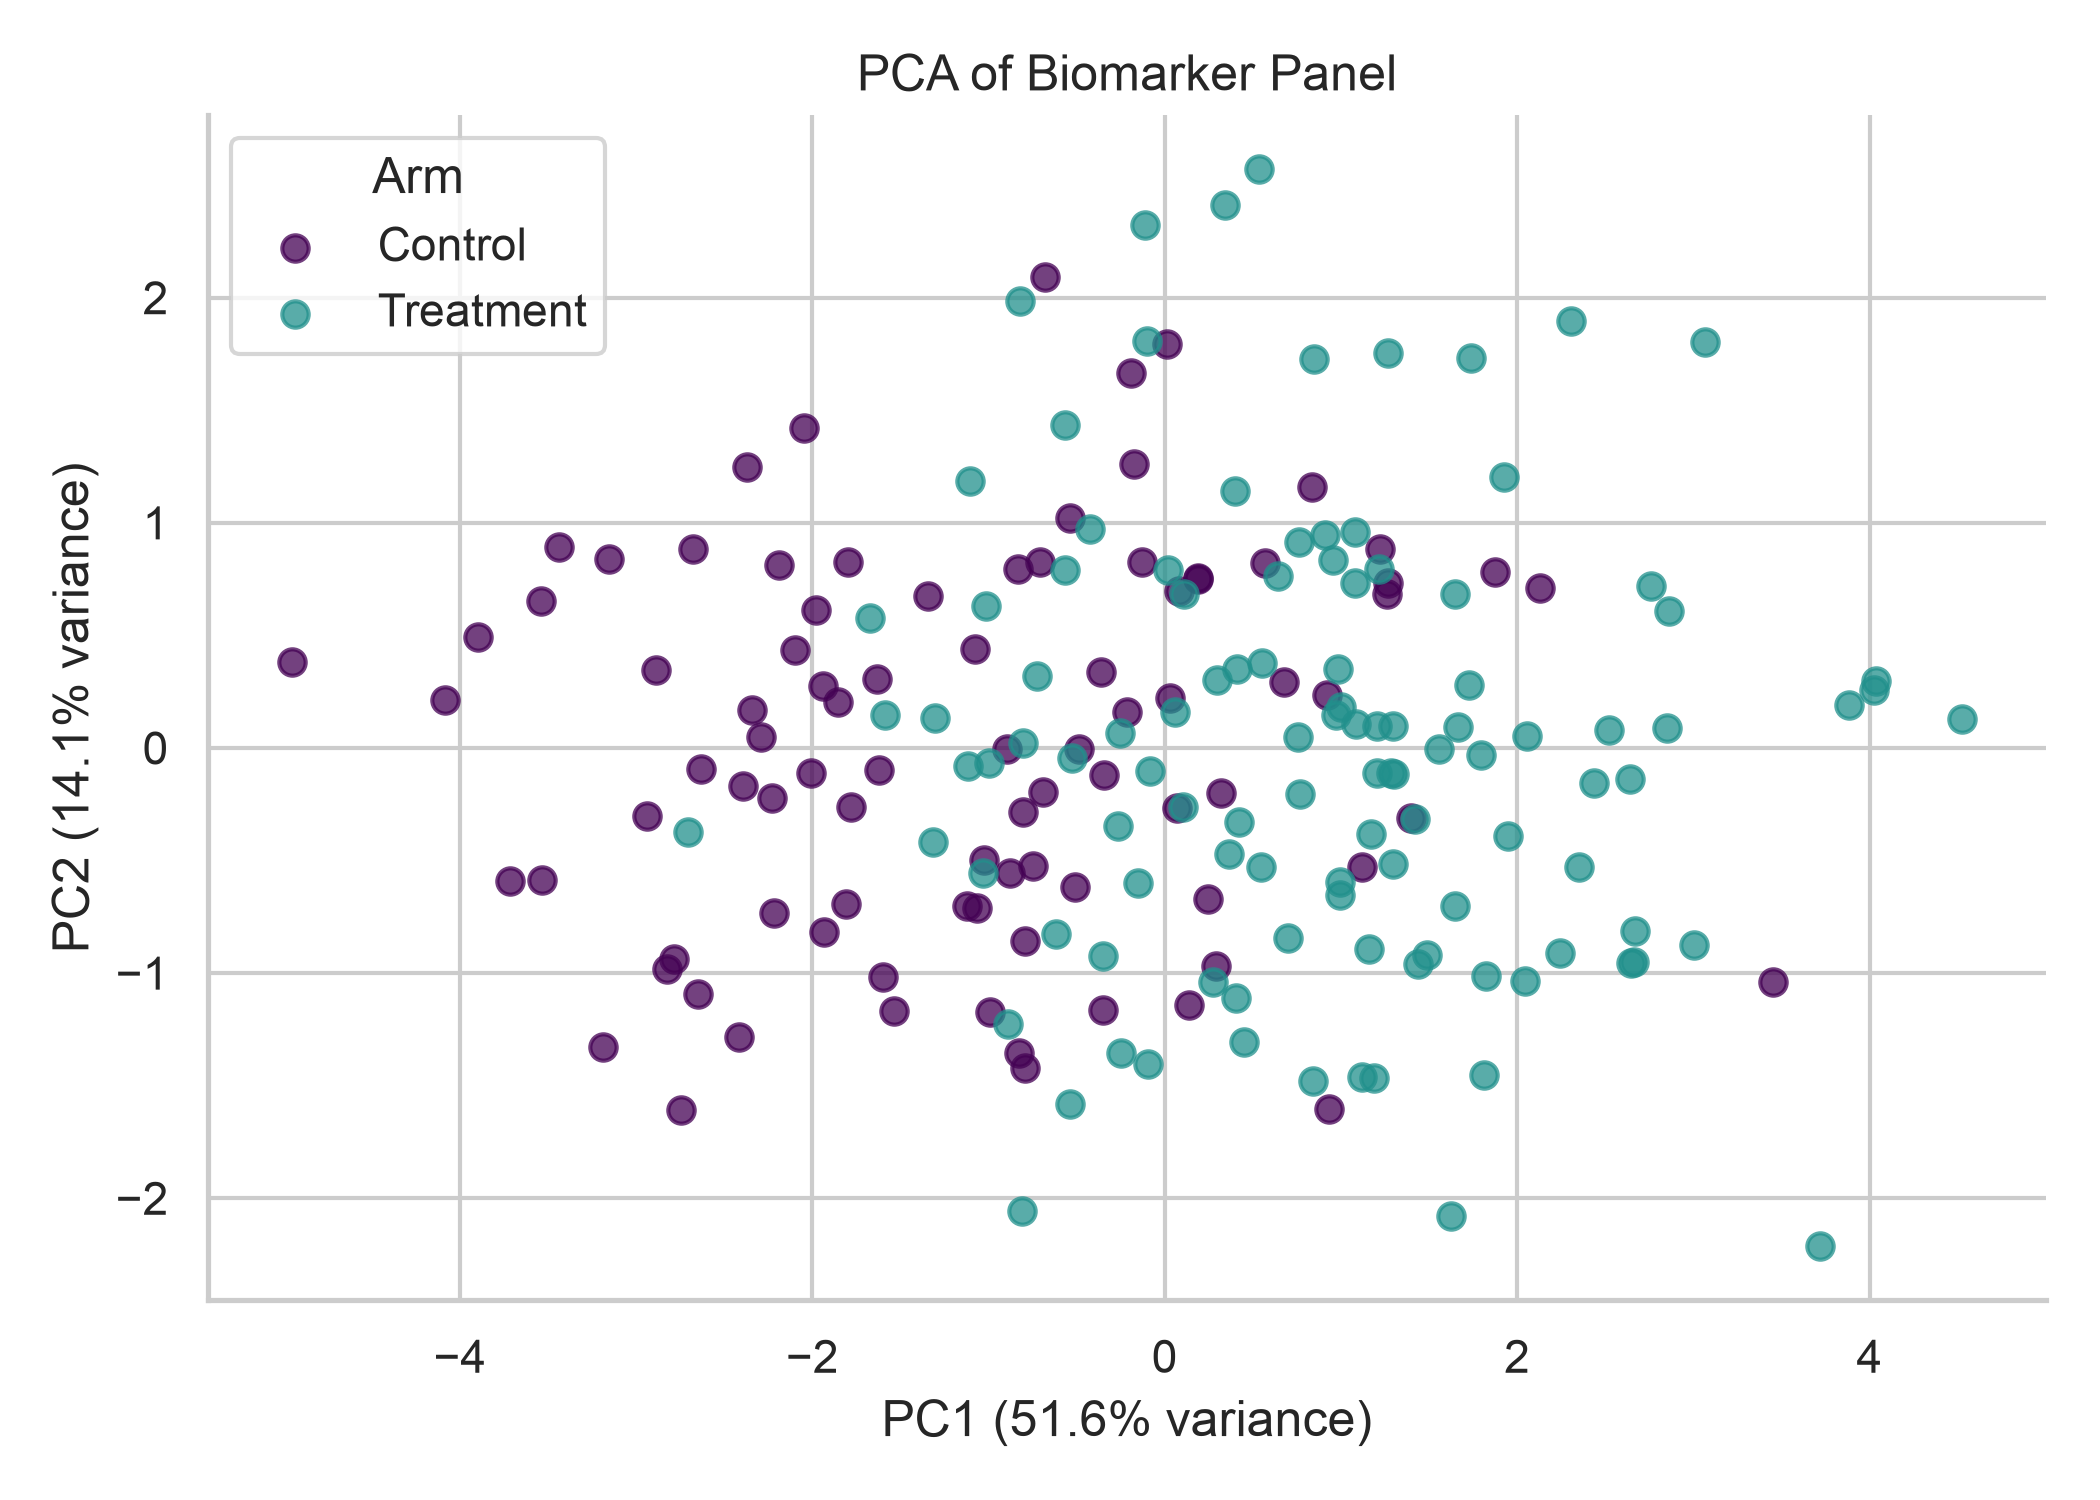 PCA of Biomarker Panel
Arm
Control
Treatment
2
1
0
−1
−2
PC2 (14.1% variance)
−4
−2
0
2
4
PC1 (51.6% variance)